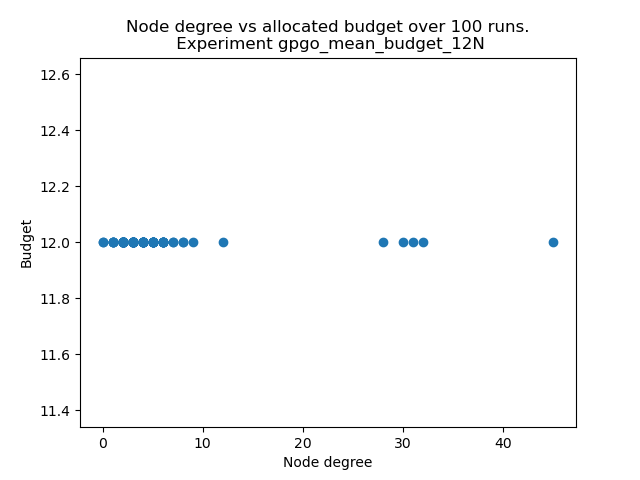 Node degree vs allocated budget over 100 runs.
Experiment gpgo_mean_budget_12N
12.6
12.4
12.2
12.0
11.8
11.6
11.4
Budget
0 10 20 30 40
Node degree